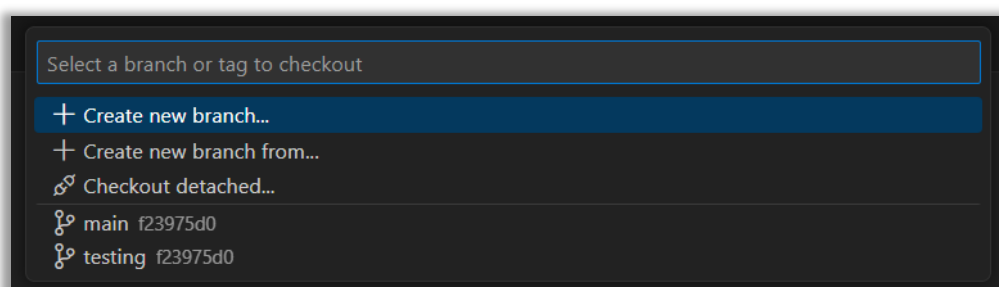 Select a branch or tag to checkout
Create new branch...
Create new branch from...
Checkout detached...
main f23975d0
testing f23975d0